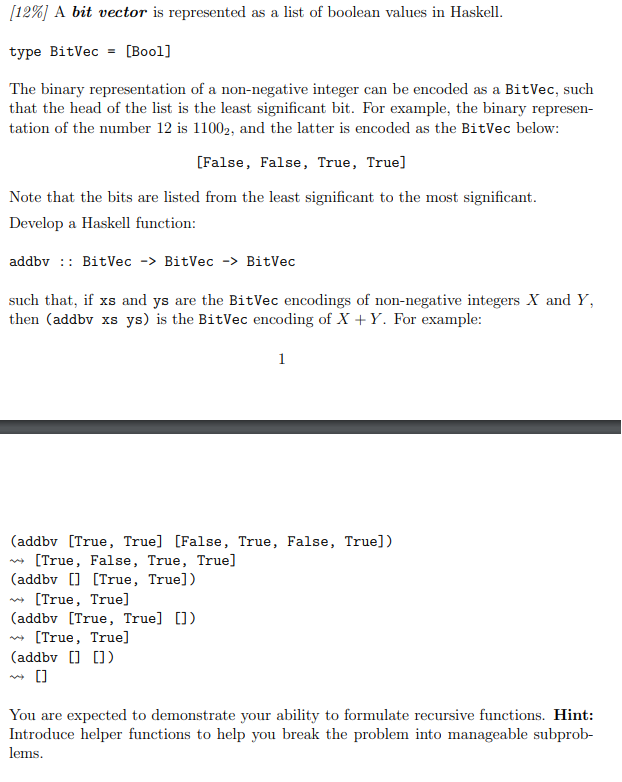 [12%] A bit vector is represented as a list of boolean values in Haskell.
type BitVec = [Bool]
The binary representation of a non-negative integer can be encoded as a BitVec, such
that the head of the list is the least significant bit. For example, the binary represen-
tation of the number 12 is 1100₂, and the latter is encoded as the BitVec below:
[False, False, True, True]
Note that the bits are listed from the least significant to the most significant.
Develop a Haskell function:
addbv :: BitVec -> BitVec -> BitVec
such that, if xs and ys are the BitVec encodings of non-negative integers X and Y,
then (addbv xs ys) is the BitVec encoding of X + Y. For example:
1
(addbv [True, True] [False, True, False, True])
⇝ [True, False, True, True]
(addbv [] [True, True])
⇝ [True, True]
(addbv [True, True] [])
⇝ [True, True]
(addbv [] [])
⇝ []
You are expected to demonstrate your ability to formulate recursive functions. Hint:
Introduce helper functions to help you break the problem into manageable subprob-
lems.